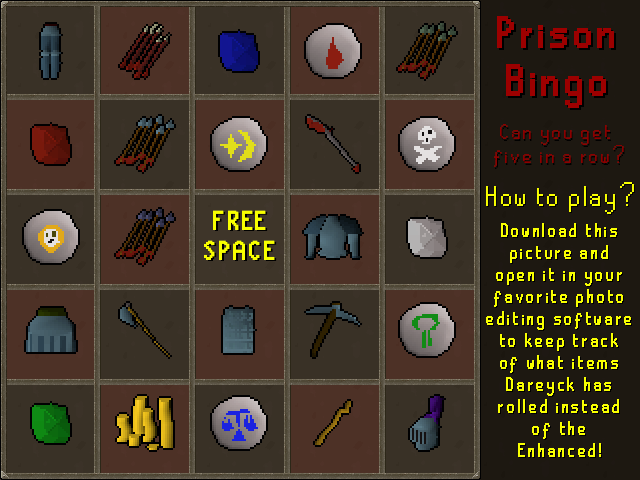 Prison
Bingo
Can you get
five in a row?
How to play?
Download this
picture and
open it in your
favorite photo
editing software
to keep track
of what items
Dareyck has
rolled instead
of the
Enhanced!
FREE
SPACE